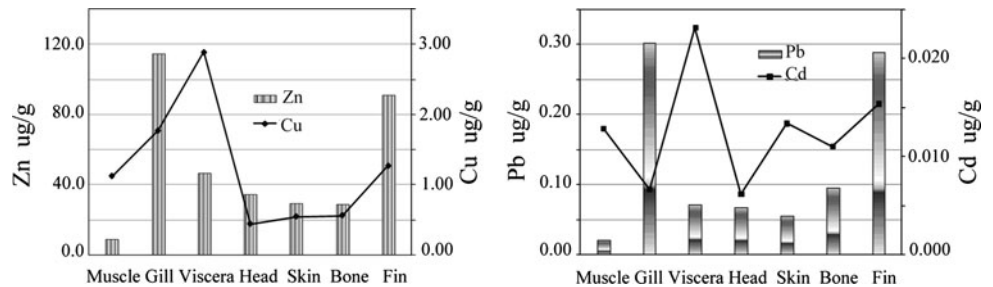 Zn ug/g
120.0
80.0
40.0
0.0
Zn
Cu
3.00
2.00
1.00
0.00
Cu ug/g
Muscle Gill Viscera Head Skin Bone Fin
Pb ug/g
0.30
0.20
0.10
0.00
Pb
Cd
0.020
0.010
0.000
Cd ug/g
Muscle Gill Viscera Head Skin Bone Fin